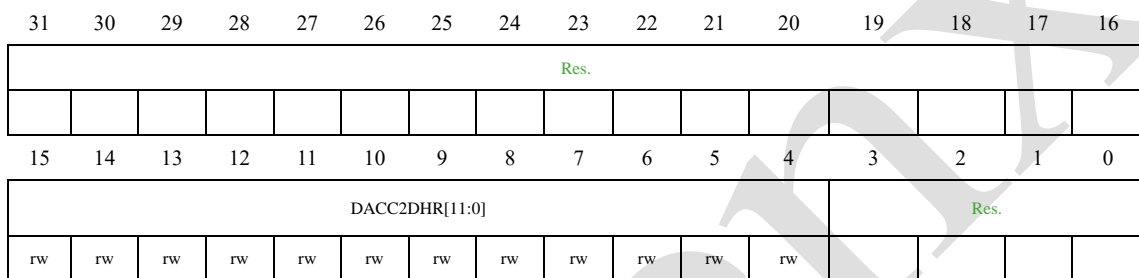 31 30 29 28 27 26 25 24 23 22 21 20 19 18 17 16
Res.
15 14 13 12 11 10 9 8 7 6 5 4 3 2 1 0
DACC2DHR[11:0] Res.
rw rw rw rw rw rw rw rw rw rw rw rw